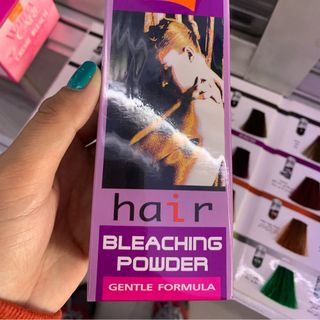 hair
BLEACHING
POWDER
GENTLE FORMULA